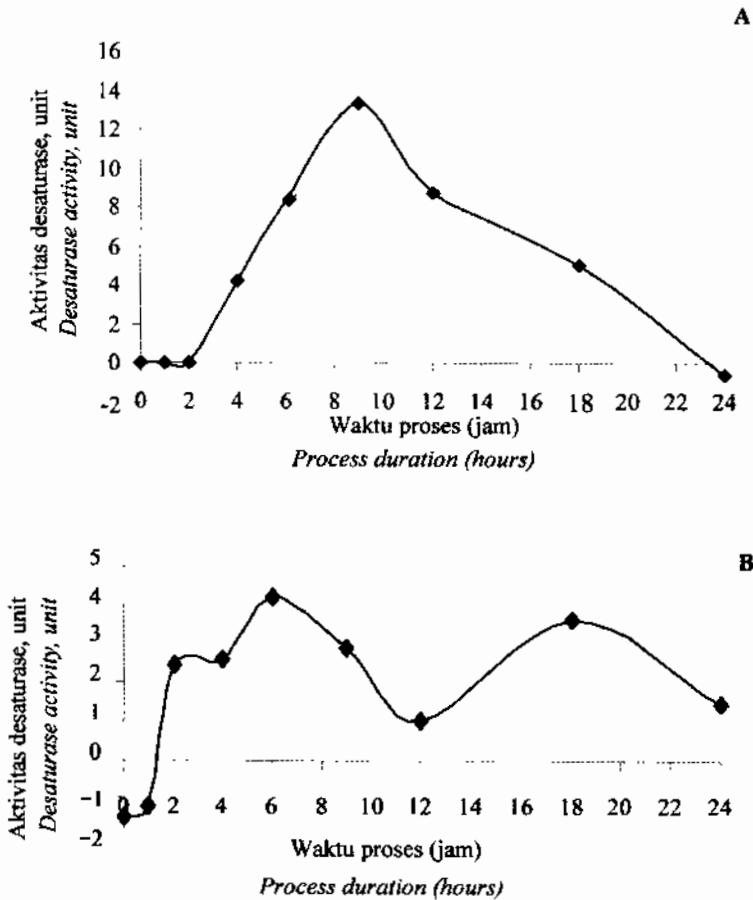 A
Aktivitas desaturase, unit
Desaturase activity, unit
16
14
12
10
8
6
4
2
0
-2
0 2 4 6 8 10 12 14 16 18 20 22 24
Waktu proses (jam)
Process duration (hours)
B
Aktivitas desaturase, unit
Desaturase activity, unit
5
4
3
2
1
0
-1
-2
0 2 4 6 8 10 12 14 16 18 20 22 24
Waktu proses (jam)
Process duration (hours)